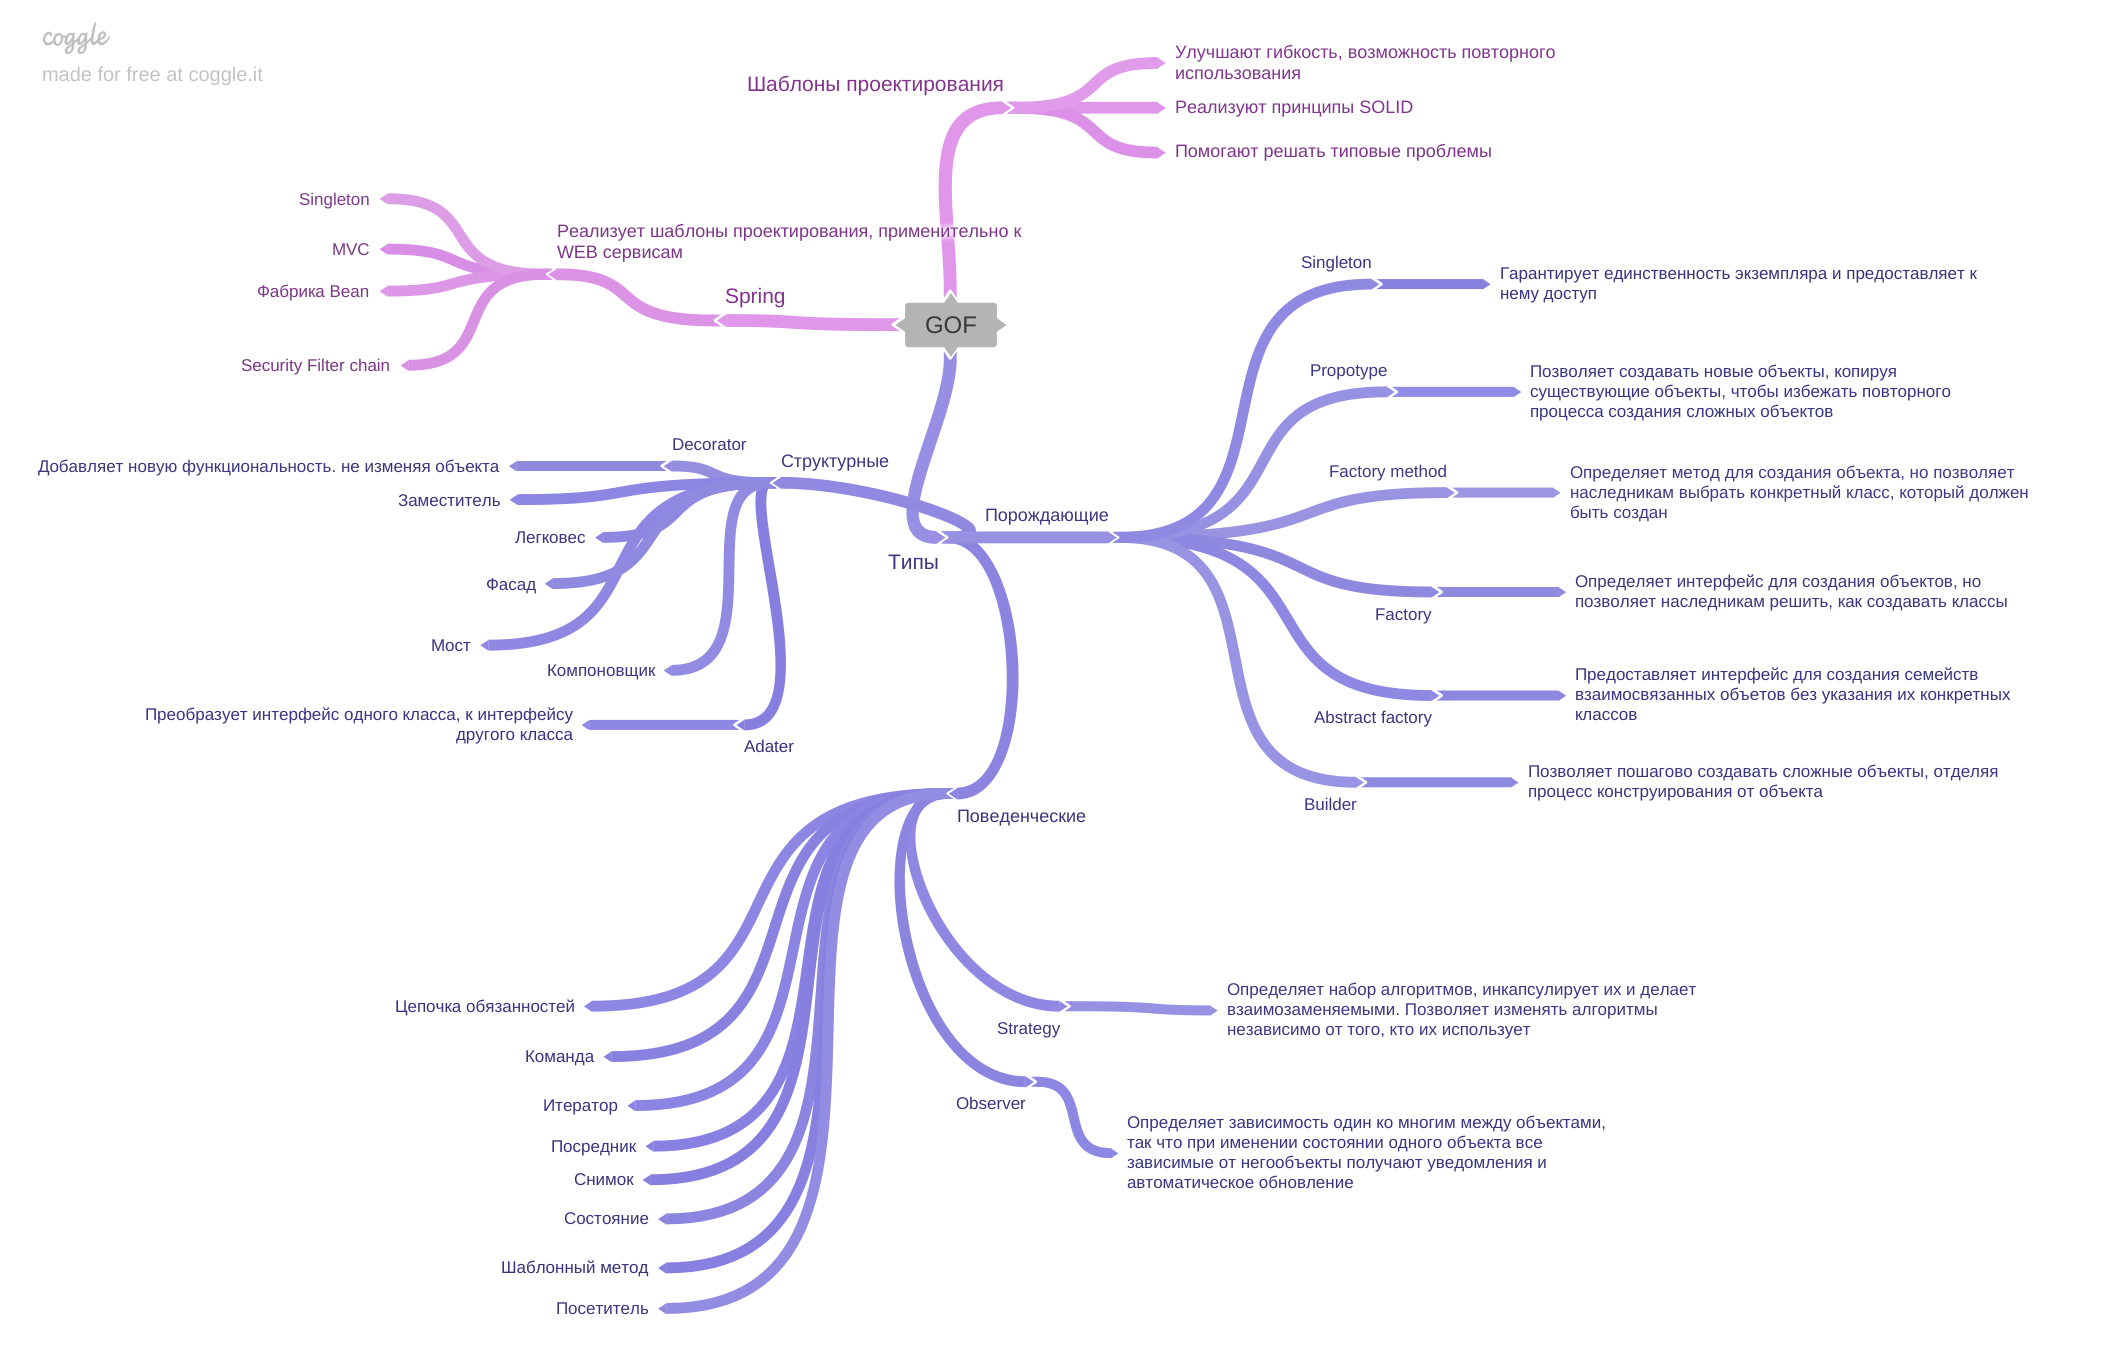 coggle
made for free at coggle.it
GOF
Шаблоны проектирования
Улучшают гибкость, возможность повторного
использования
Реализуют принципы SOLID
Помогают решать типовые проблемы
Spring
Реализует шаблоны проектирования, применительно к
WEB сервисам
Singleton
MVC
Фабрика Bean
Security Filter chain
Типы
Порождающие
Singleton
Гарантирует единственность экземпляра и предоставляет к
нему доступ
Propotype
Позволяет создавать новые объекты, копируя
существующие объекты, чтобы избежать повторного
процесса создания сложных объектов
Factory method
Определяет метод для создания объекта, но позволяет
наследникам выбрать конкретный класс, который должен
быть создан
Factory
Определяет интерфейс для создания объектов, но
позволяет наследникам решить, как создавать классы
Abstract factory
Предоставляет интерфейс для создания семейств
взаимосвязанных объетов без указания их конкретных
классов
Builder
Позволяет пошагово создавать сложные объекты, отделяя
процесс конструирования от объекта
Структурные
Decorator
Добавляет новую функциональность. не изменяя объекта
Заместитель
Легковес
Фасад
Мост
Компоновщик
Adater
Преобразует интерфейс одного класса, к интерфейсу
другого класса
Поведенческие
Strategy
Определяет набор алгоритмов, инкапсулирует их и делает
взаимозаменяемыми. Позволяет изменять алгоритмы
независимо от того, кто их использует
Observer
Определяет зависимость один ко многим между объектами,
так что при именении состоянии одного объекта все
зависимые от негообъекты получают уведомления и
автоматическое обновление
Цепочка обязанностей
Команда
Итератор
Посредник
Снимок
Состояние
Шаблонный метод
Посетитель